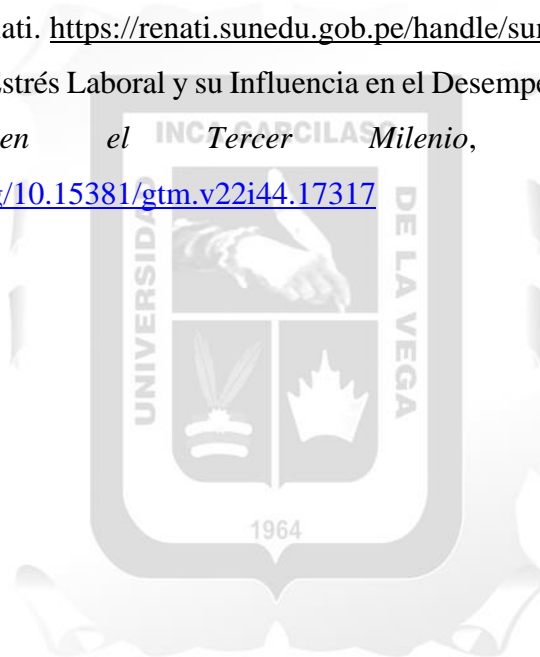 ati. https://renati.sunedu.gob.pe/handle/sun
Estrés Laboral y su Influencia en el Desempe
en el Tercer Milenio,
/10.15381/gtm.v22i44.17317
INCA GARCILASO
DE LA VEGA
UNIVERSIDAD
1964